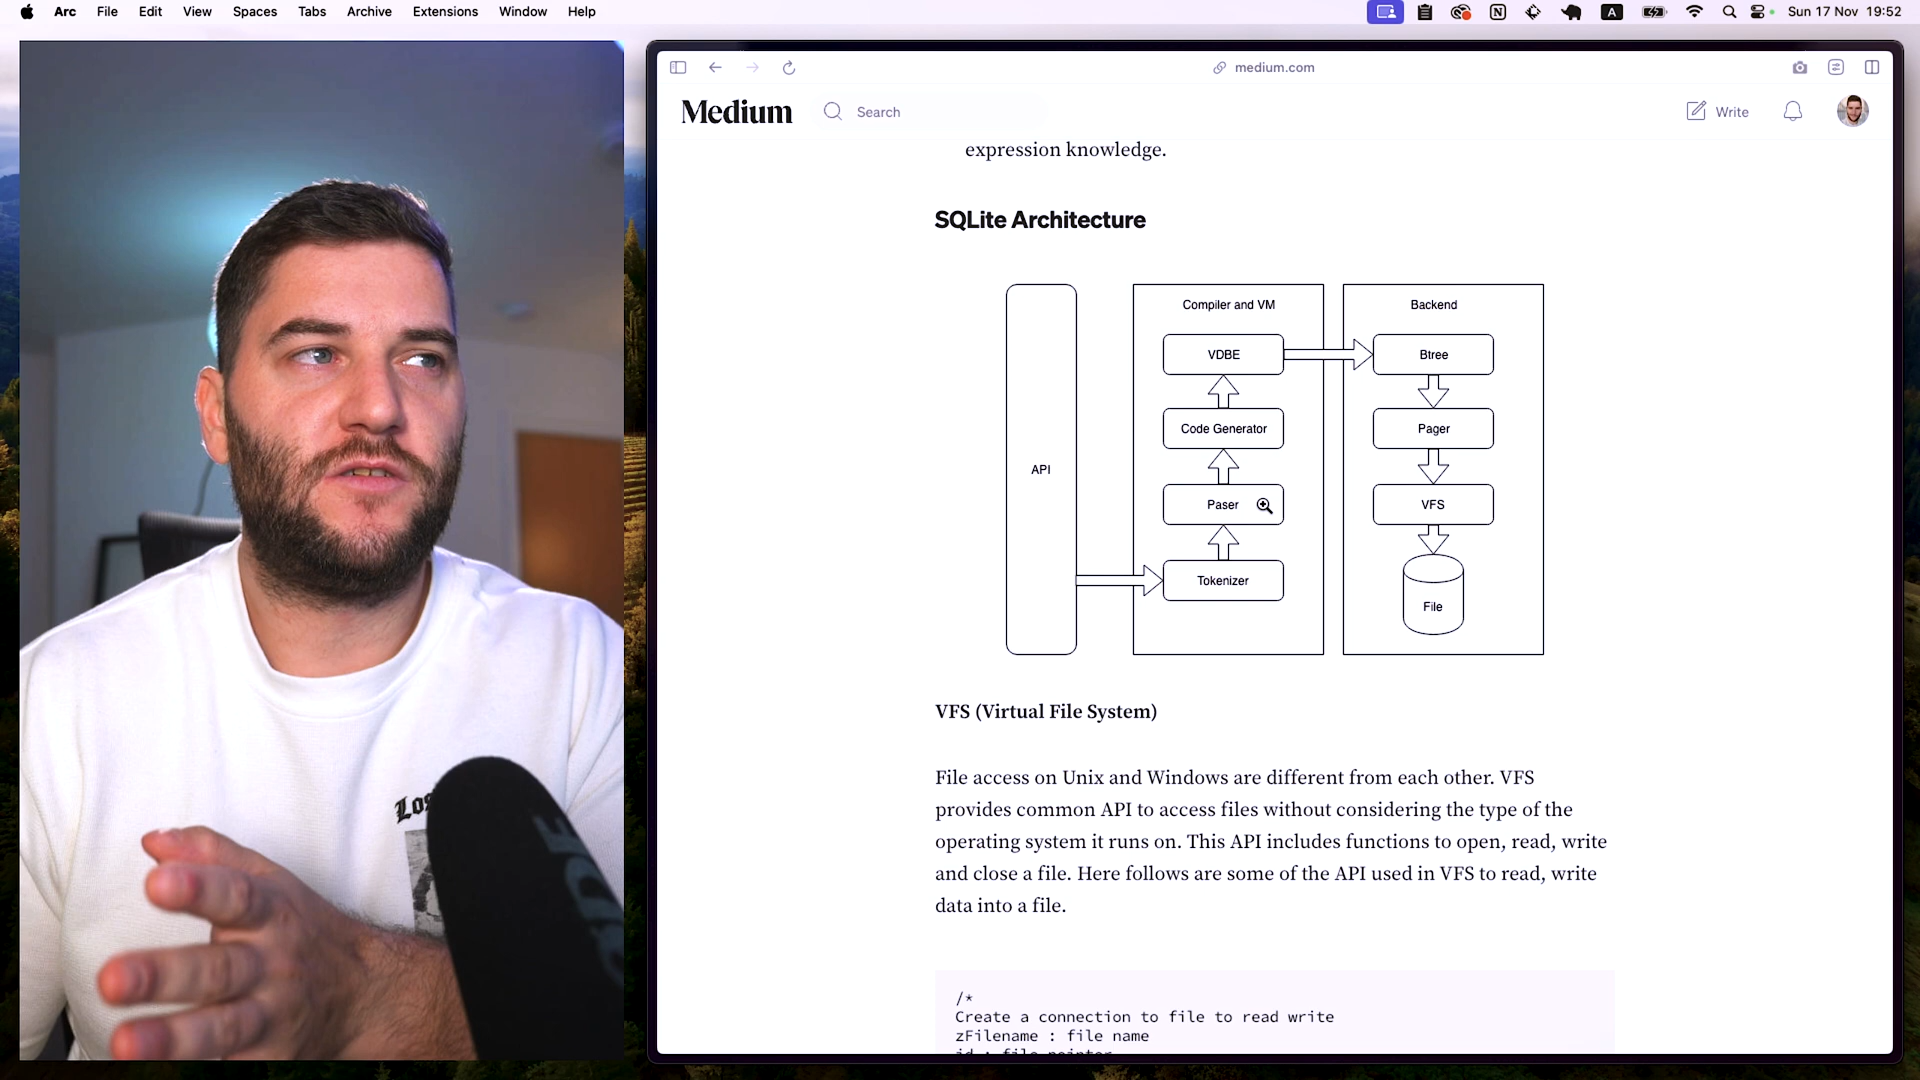 Arc File Edit View Spaces Tabs Archive Extensions Window Help
A
Sun 17 Nov 19:52
medium.com
Medium
Search
Write
expression knowledge.
SQLite Architecture
API
Compiler and VM
VDBE
Code Generator
Paser
Tokenizer
Backend
Btree
Pager
VFS
File
VFS (Virtual File System)
File access on Unix and Windows are different from each other. VFS
provides common API to access files without considering the type of the
operating system it runs on. This API includes functions to open, read, write
and close a file. Here follows are some of the API used in VFS to read, write
data into a file.
/*
Create a connection to file to read write
zFilename : file name
id : file pointer